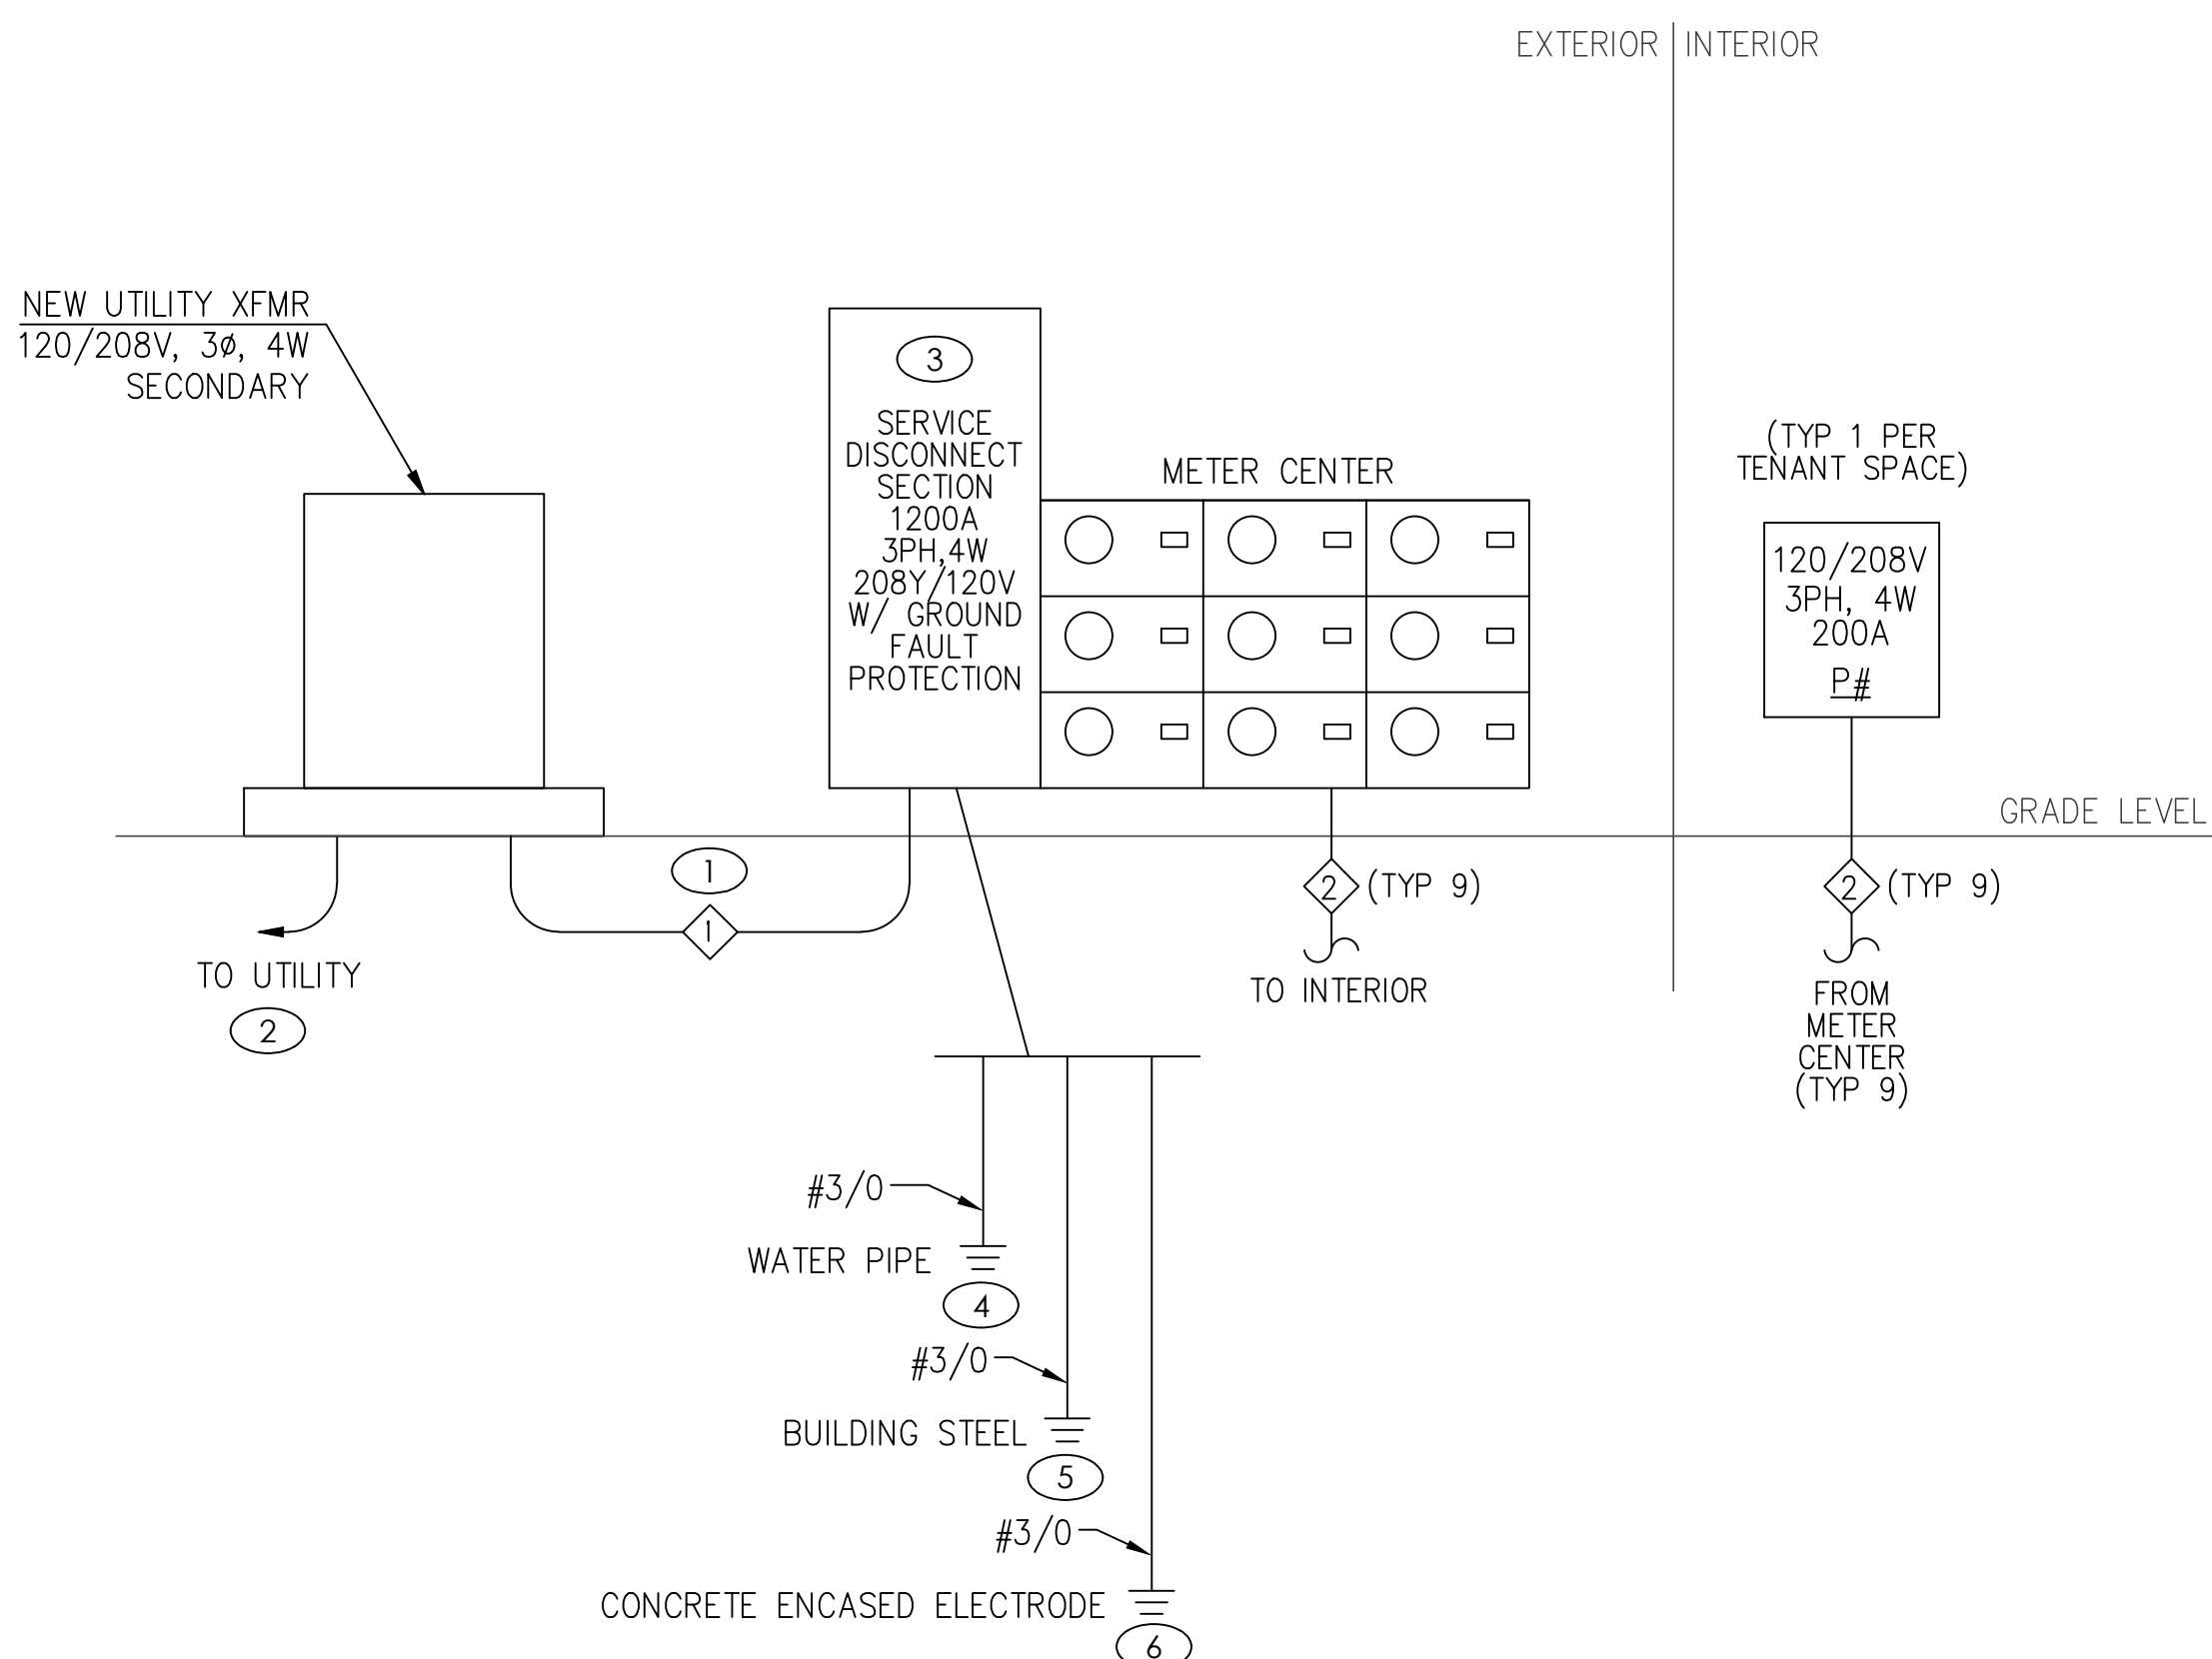 EXTERIOR
INTERIOR
NEW UTILITY XFMR
120/208V, 3ø, 4W
SECONDARY
3
SERVICE
DISCONNECT
SECTION
1200A
3PH,4W
208Y/120V
W/ GROUND
FAULT
PROTECTION
METER CENTER
(TYP 1 PER
TENANT SPACE)
120/208V
3PH, 4W
200A
P#
GRADE LEVEL
1
1
2 (TYP 9)
2 (TYP 9)
TO UTILITY
2
TO INTERIOR
FROM
METER
CENTER
(TYP 9)
#3/0
WATER PIPE
4
#3/0
BUILDING STEEL
5
#3/0
CONCRETE ENCASED ELECTRODE
6